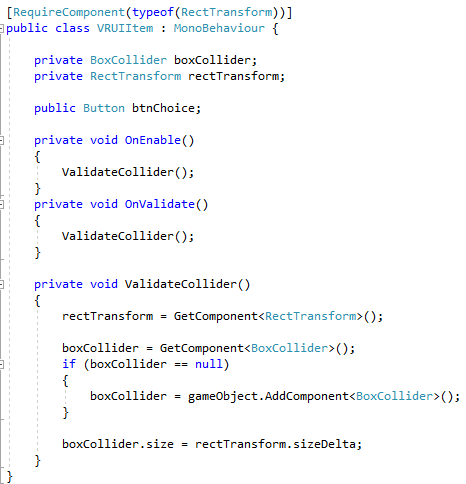 [RequireComponent(typeof(RectTransform))]
public class VRUIItem : MonoBehaviour {
private BoxCollider boxCollider;
private RectTransform rectTransform;
public Button btnChoice;
private void OnEnable()
{
ValidateCollider();
}
private void OnValidate()
{
ValidateCollider();
}
private void ValidateCollider()
{
rectTransform = GetComponent<RectTransform>();
boxCollider = GetComponent<BoxCollider>();
if (boxCollider == null)
{
boxCollider = gameObject.AddComponent<BoxCollider>();
}
boxCollider.size = rectTransform.sizeDelta;
}
}